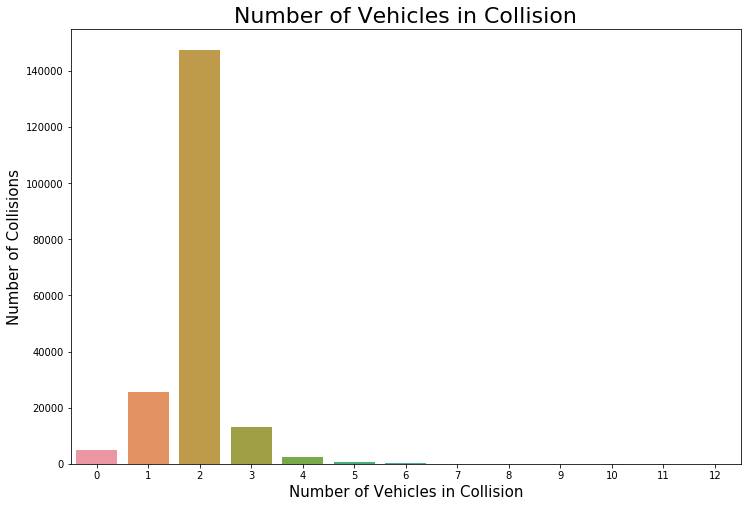 Number of Vehicles in Collision
140000
120000
100000
80000
60000
40000
20000
0
Number of Collisions
0 1 2 3 4 5 6 7 8 9 10 11 12
Number of Vehicles in Collision